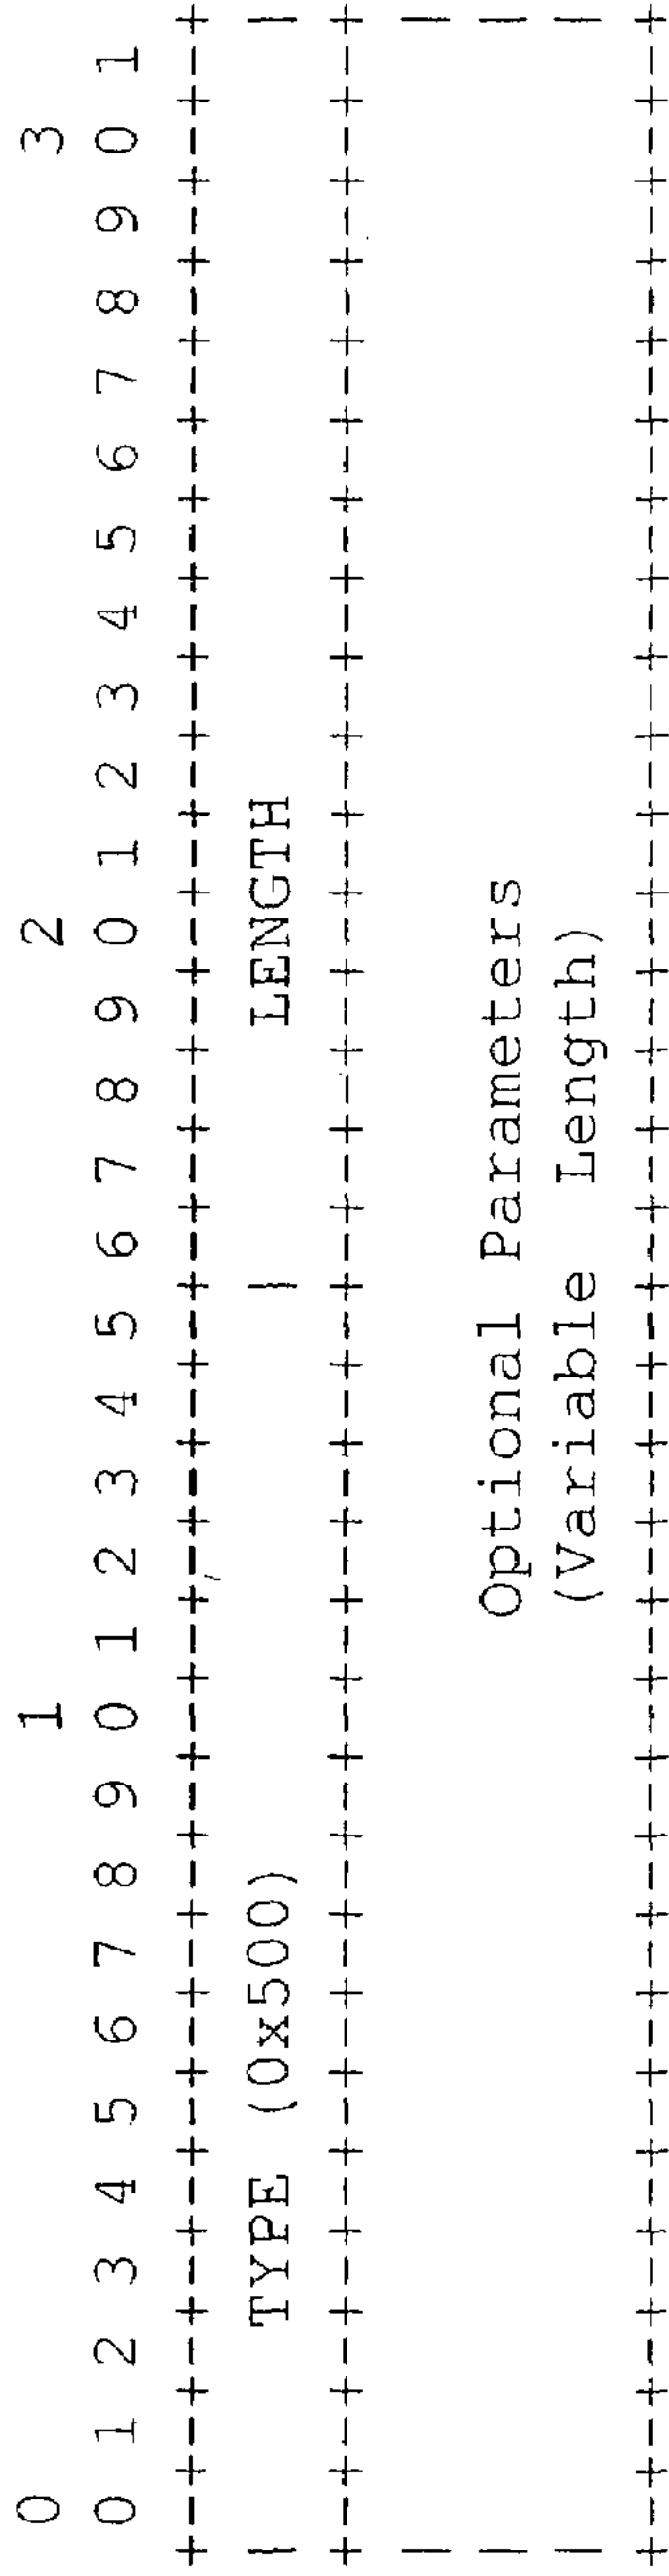 0                   1                   2                   3
 0 1 2 3 4 5 6 7 8 9 0 1 2 3 4 5 6 7 8 9 0 1 2 3 4 5 6 7 8 9 0 1
+-+-+-+-+-+-+-+-+-+-+-+-+-+-+-+-+-+-+-+-+-+-+-+-+-+-+-+-+-+-+-+-+
|     TYPE (0x500)              |      LENGTH                   |
+-+-+-+-+-+-+-+-+-+-+-+-+-+-+-+-+-+-+-+-+-+-+-+-+-+-+-+-+-+-+-+-+
|                                                               |
|                       Optional Parameters                     |
|                       (Variable  Length)                      |
+-+-+-+-+-+-+-+-+-+-+-+-+-+-+-+-+-+-+-+-+-+-+-+-+-+-+-+-+-+-+-+-+